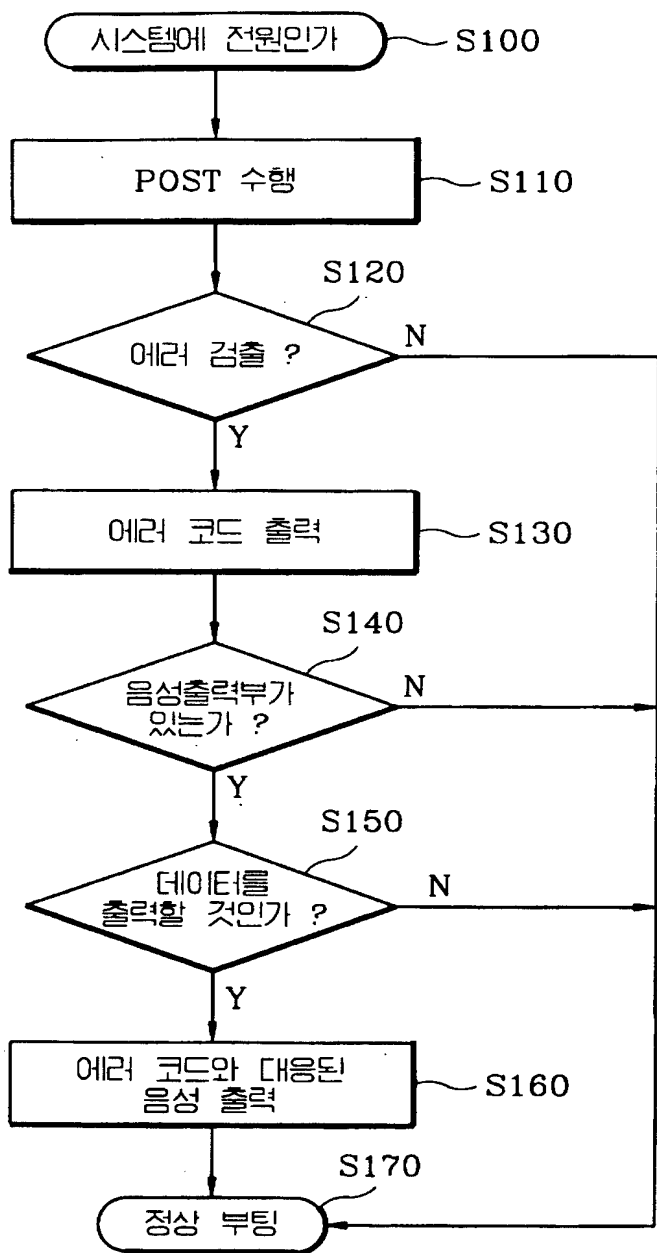 시스템에 전원인가
S100
POST 수행
S110
S120
에러 검출 ?
N
Y
에러 코드 출력
S130
S140
음성출력부가
있는가 ?
N
Y
S150
데이터를
출력할 것인가 ?
N
Y
에러 코드와 대응된
음성 출력
S160
S170
정상 부팅